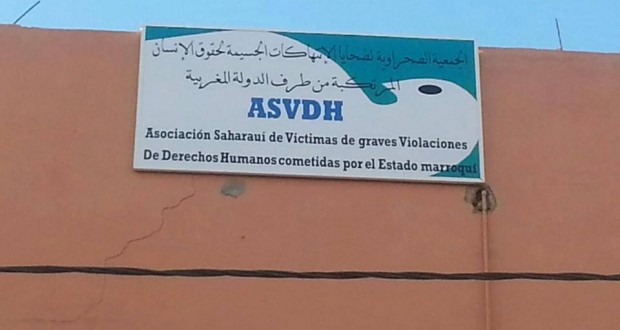 الجمعية الصحراوية لضحايا الإنتهاكات الجسيمة لحقوق الإنسان
المرتكبة من طرف الدولة المغربية
ASVDH
Asociación Saharaui de Víctimas de graves Violaciones
De Derechos Humanos cometidas por el Estado marroquí